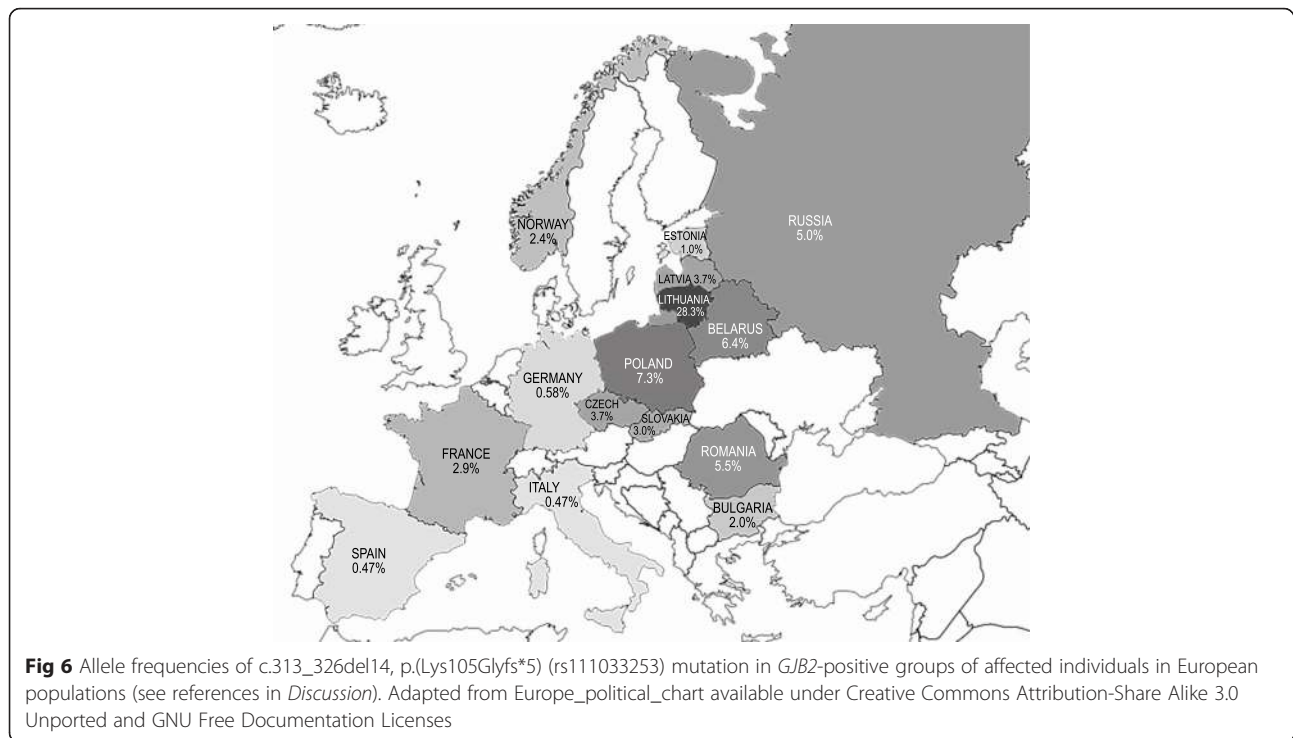 NORWAY
2.4%
RUSSIA
5.0%
ESTONIA
1.0%
LATVIA 3.7%
LITHUANIA
28.3%
BELARUS
6.4%
POLAND
7.3%
GERMANY
0.58%
CZECH
3.7%
SLOVAKIA
3.0%
FRANCE
2.9%
ROMANIA
5.5%
ITALY
0.47%
BULGARIA
2.0%
SPAIN
0.47%
Fig 6 Allele frequencies of c.313_326del14, p.(Lys105Glyfs*5) (rs111033253) mutation in GJB2-positive groups of affected individuals in European
populations (see references in Discussion). Adapted from Europe_political_chart available under Creative Commons Attribution-Share Alike 3.0
Unported and GNU Free Documentation Licenses